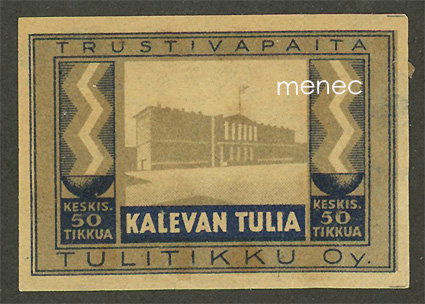 TRUSTIVAPAITA
menec
KESKIS.
50
TIKKUA
KALEVAN TULIA
KESKIS.
50
TIKKUA
TULITIKKU Oy.